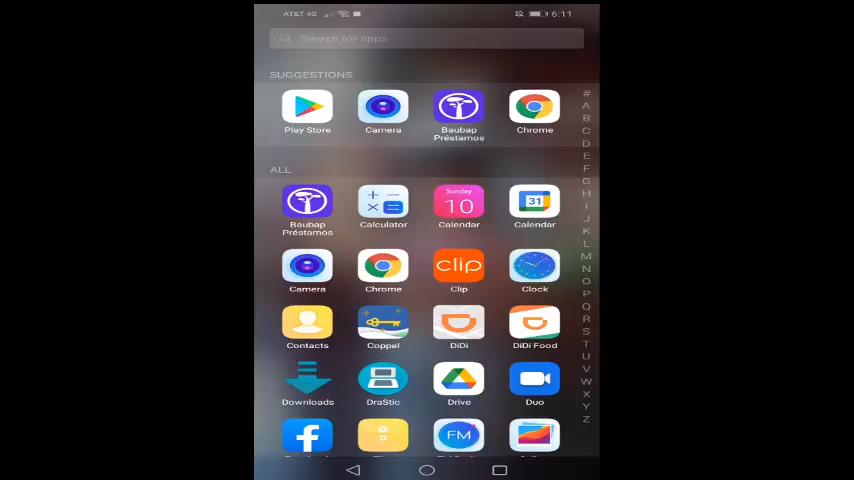 AT&T 4G 6:11
Search for apps
SUGGESTIONS
Play Store Camera Baubap Préstamos Chrome
ALL
Sunday
10 31
Baubap Préstamos Calculator Calendar Calendar
clip
Camera Chrome Clip Clock
Contacts Coppel DiDi DiDi Food
Downloads DraStic Drive Duo
FM
#
A
B
C
D
E
F
G
H
I
J
K
L
M
N
O
P
Q
R
S
T
U
V
W
X
Y
Z